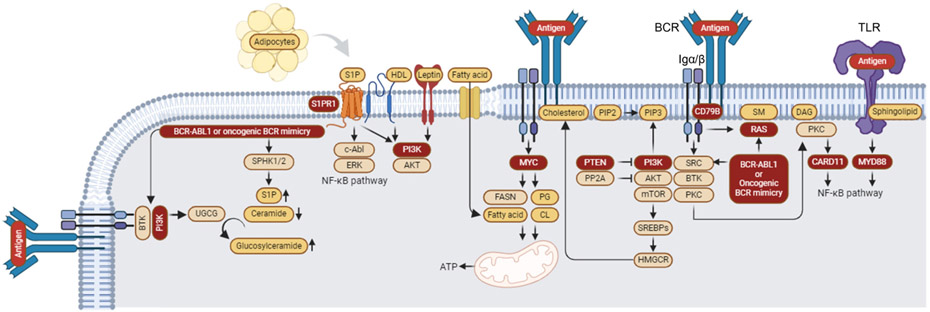 Adipocytes
S1P
HDL
Leptin
Fatty acid
S1PR1
BCR-ABL1 or oncogenic BCR mimicry
c-Abl
ERK
PI3K
AKT
NF-κB pathway
SPHK1/2
S1P
Ceramide
UGCG
Glucosylceramide
BTK
PI3K
Antigen
Antigen
BCR
Antigen
Igα/β
TLR
Antigen
Cholesterol
PIP2
PIP3
CD79B
SM
DAG
Sphingolipid
RAS
PKC
MYC
PTEN
PI3K
SRC
BCR-ABL1
or
Oncogenic
BCR mimicry
CARD11
MYD88
PP2A
AKT
BTK
NF-κB pathway
FASN
PG
mTOR
PKC
Fatty acid
CL
SREBPs
HMGCR
ATP